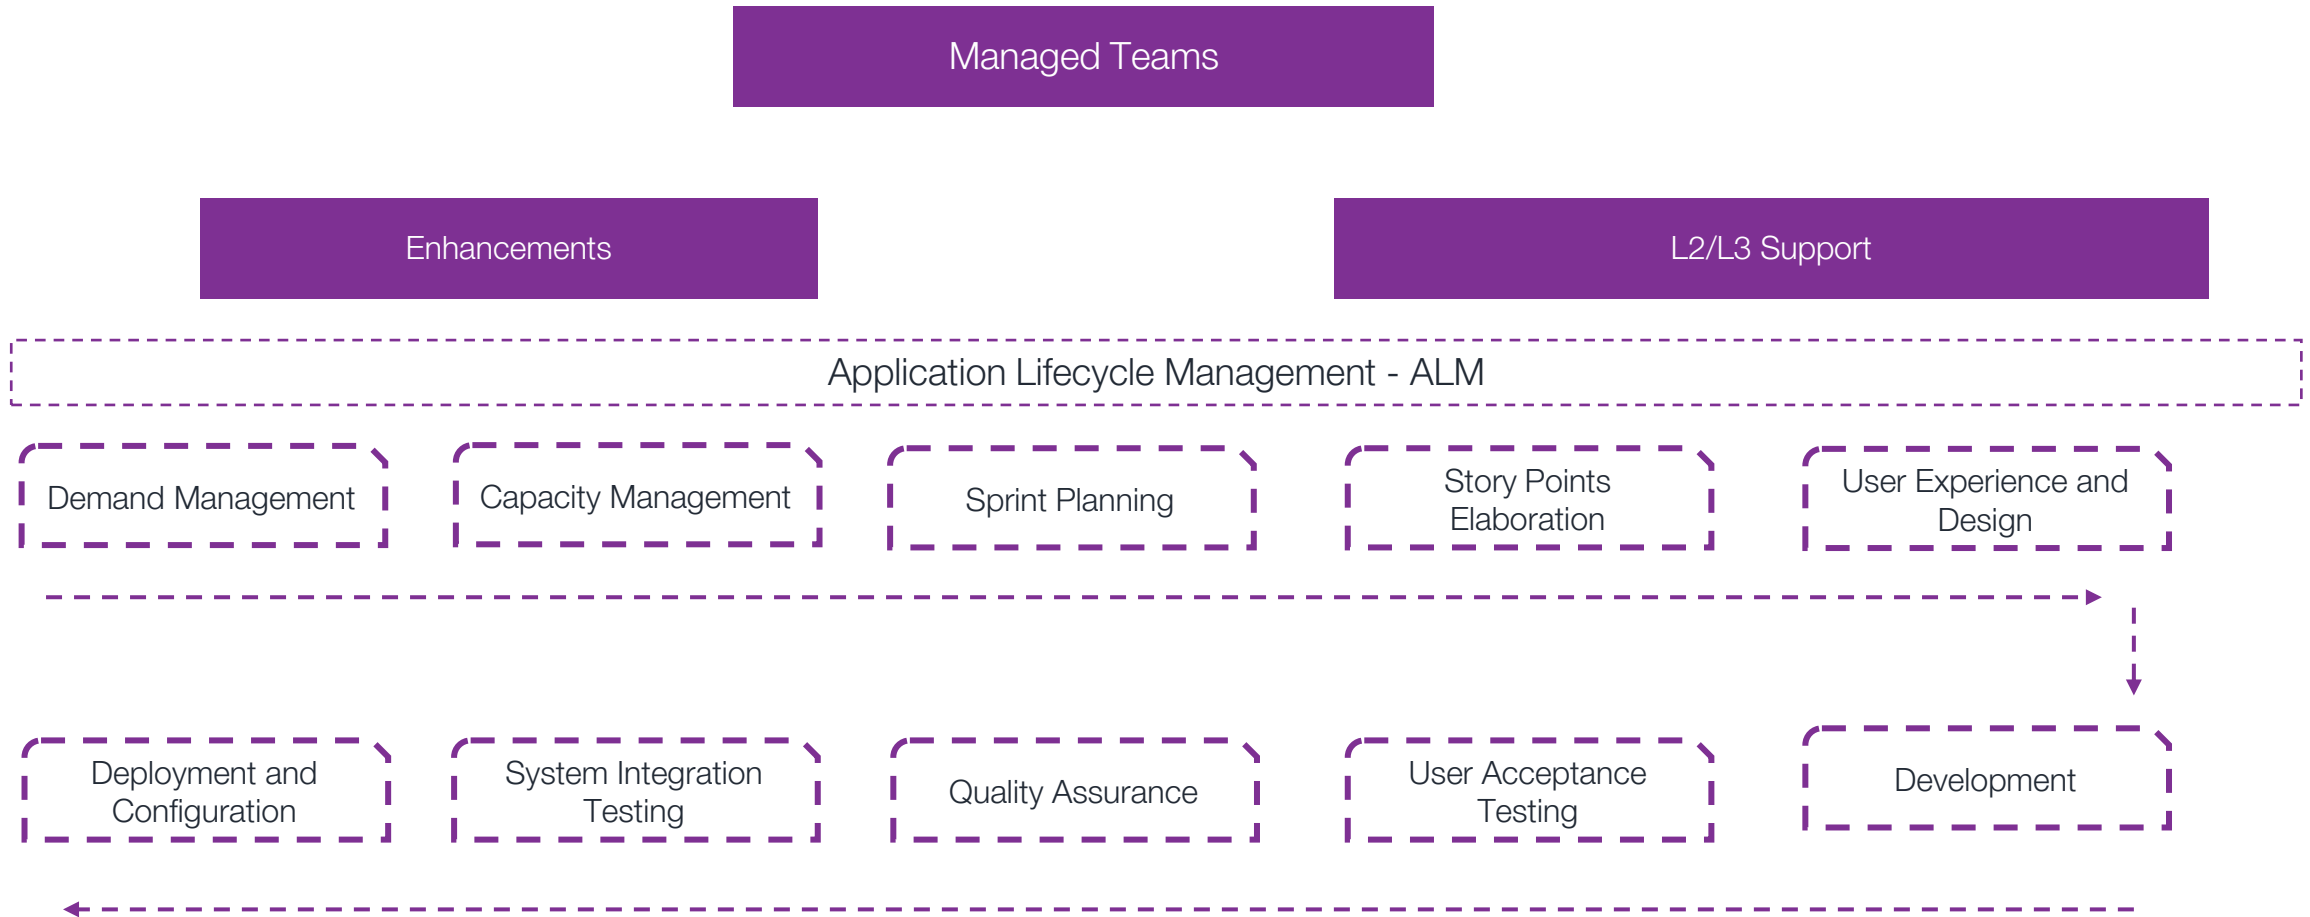 Managed Teams
Enhancements
L2/L3 Support
Application Lifecycle Management - ALM
Demand Management
Capacity Management
Sprint Planning
Story Points
Elaboration
User Experience and
Design
Deployment and
Configuration
System Integration
Testing
Quality Assurance
User Acceptance
Testing
Development